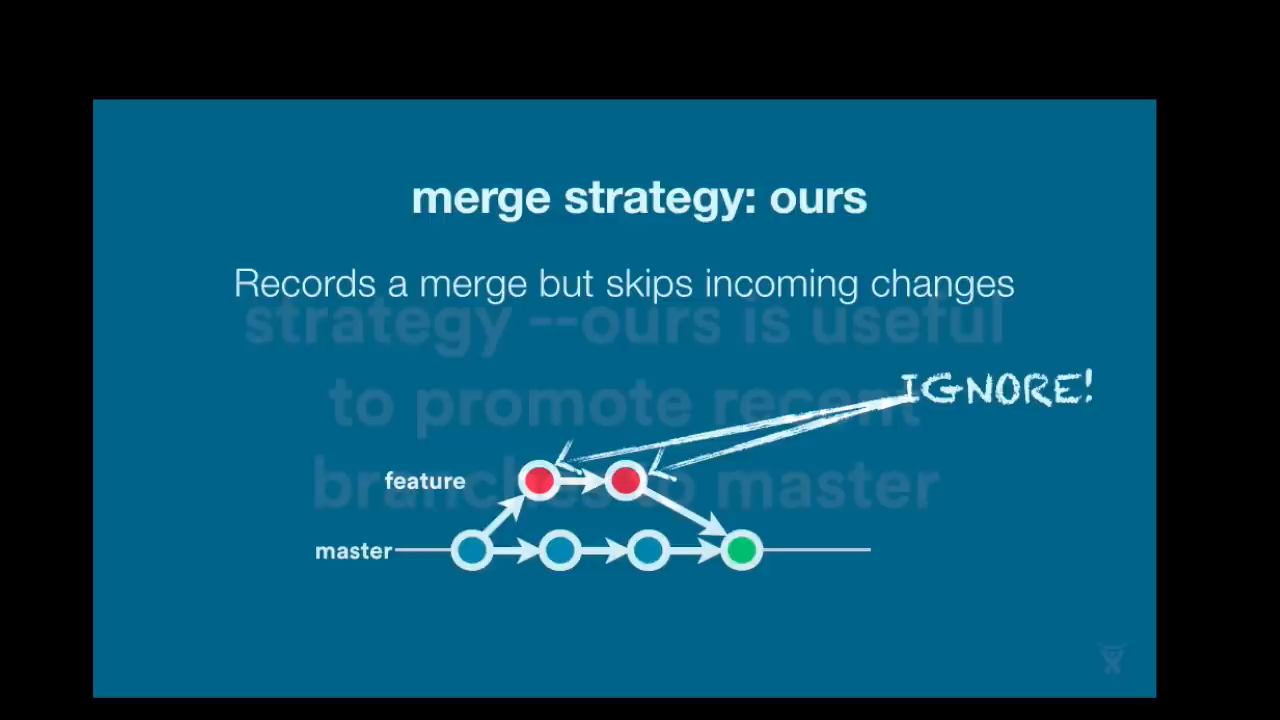 merge strategy: ours
Records a merge but skips incoming changes
strategy --ours is useful
to promote recent
branches to master
IGNORE!
feature
master